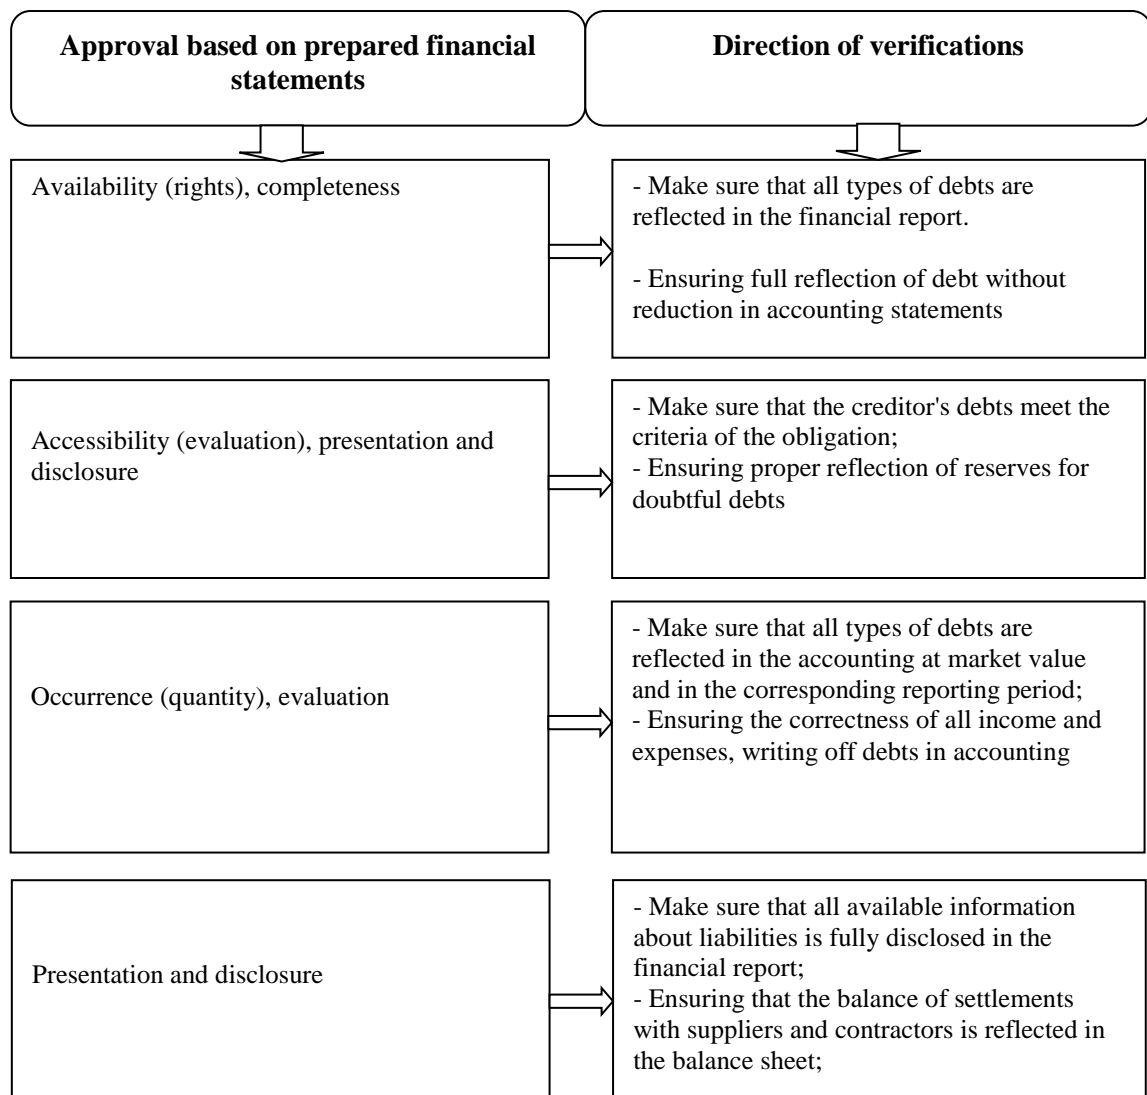 Approval based on prepared financial
statements
Direction of verifications
Availability (rights), completeness
- Make sure that all types of debts are
reflected in the financial report.
- Ensuring full reflection of debt without
reduction in accounting statements
Accessibility (evaluation), presentation and
disclosure
- Make sure that the creditor's debts meet the
criteria of the obligation;
- Ensuring proper reflection of reserves for
doubtful debts
Occurrence (quantity), evaluation
- Make sure that all types of debts are
reflected in the accounting at market value
and in the corresponding reporting period;
- Ensuring the correctness of all income and
expenses, writing off debts in accounting
Presentation and disclosure
- Make sure that all available information
about liabilities is fully disclosed in the
financial report;
- Ensuring that the balance of settlements
with suppliers and contractors is reflected in
the balance sheet;